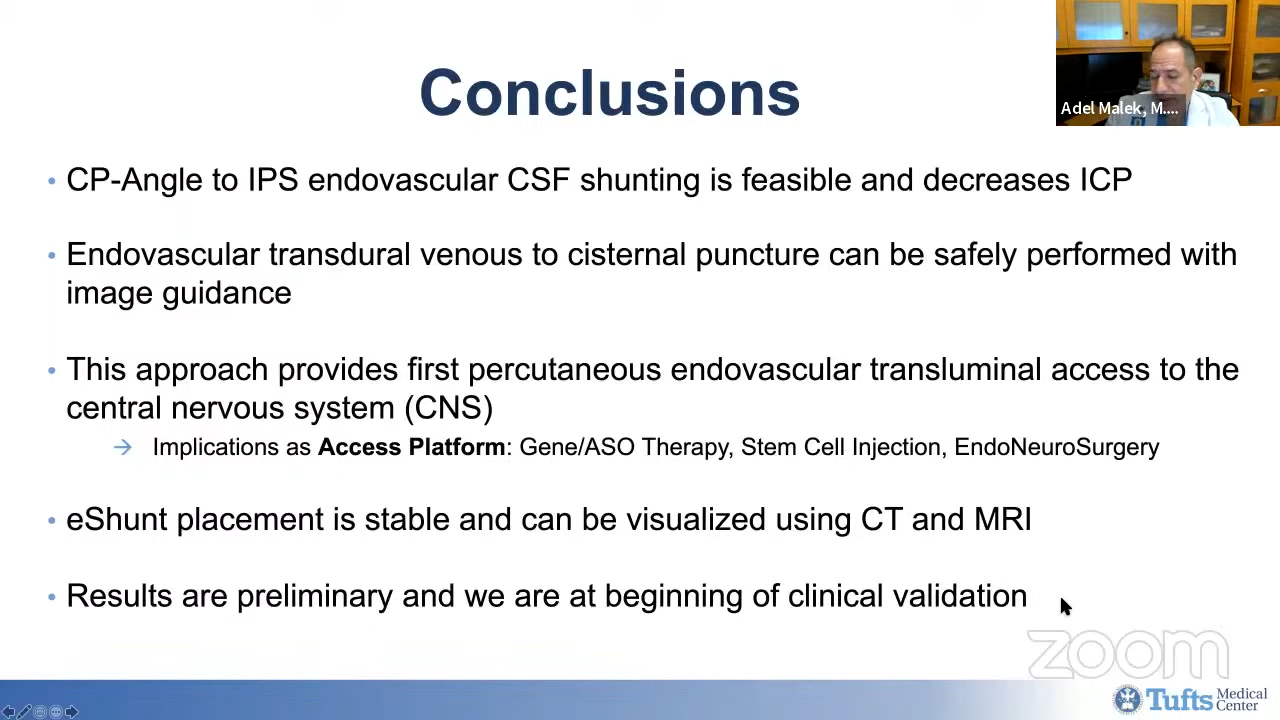 Conclusions
Adel Malek, M....
• CP-Angle to IPS endovascular CSF shunting is feasible and decreases ICP
• Endovascular transdural venous to cisternal puncture can be safely performed with
image guidance
• This approach provides first percutaneous endovascular transluminal access to the
central nervous system (CNS)
→ Implications as Access Platform: Gene/ASO Therapy, Stem Cell Injection, EndoNeuroSurgery
• eShunt placement is stable and can be visualized using CT and MRI
• Results are preliminary and we are at beginning of clinical validation
zoom
Tufts Medical
Center